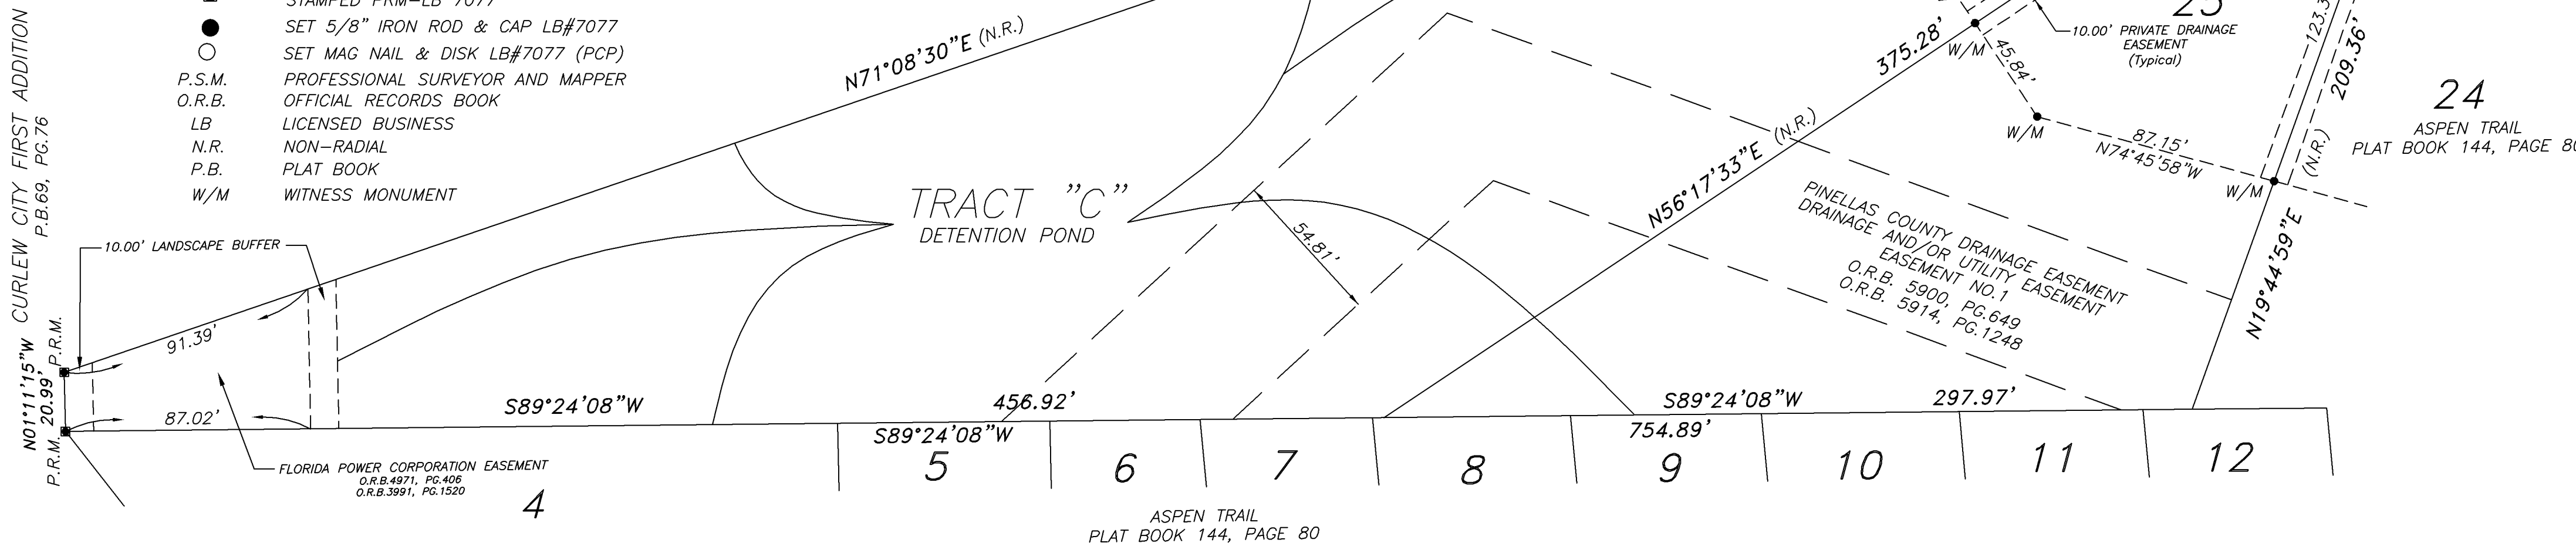 STAMPED PRM-LB 7077
SET 5/8" IRON ROD & CAP LB#7077
SET MAG NAIL & DISK LB#7077 (PCP)
P.S.M. PROFESSIONAL SURVEYOR AND MAPPER
O.R.B. OFFICIAL RECORDS BOOK
LB LICENSED BUSINESS
N.R. NON-RADIAL
P.B. PLAT BOOK
W/M WITNESS MONUMENT
CURLEW CITY FIRST ADDITION
P.B.69, PG.76
N01°11'15"W
20.99'
P.R.M.
P.R.M.
10.00' LANDSCAPE BUFFER
91.39'
87.02'
FLORIDA POWER CORPORATION EASEMENT
O.R.B.4971, PG.406
O.R.B.3991, PG.1520
N71°08'30"E (N.R.)
TRACT "C"
DETENTION POND
54.81'
S89°24'08"W
456.92'
S89°24'08"W
754.89'
S89°24'08"W
297.97'
375.28'
N56°17'33"E (N.R.)
W/M
45.84'
W/M
87.15'
N74°45'58"W
W/M
10.00' PRIVATE DRAINAGE
EASEMENT
(Typical)
25
209.36'
(N.R.)
N19°44'59"E
24
ASPEN TRAIL
PLAT BOOK 144, PAGE 80
PINELLAS COUNTY DRAINAGE EASEMENT
DRAINAGE AND/OR UTILITY EASEMENT
EASEMENT NO.1
O.R.B. 5900, PG.649
O.R.B. 5914, PG.1248
4
5
6
7
8
9
10
11
12
ASPEN TRAIL
PLAT BOOK 144, PAGE 80